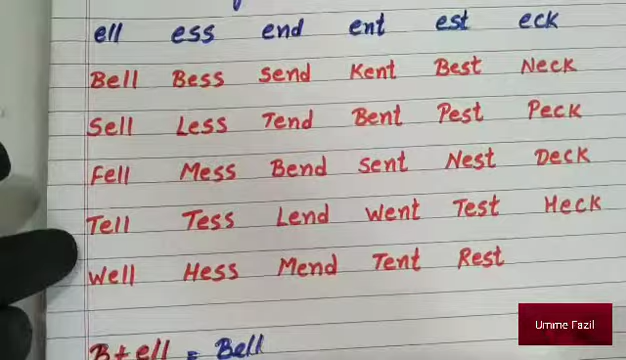 ell ess end ent est eck
Bell Bess Send Kent Best Neck
Sell Less Tend Bent Pest Peck
Fell Mess Bend Sent Nest Deck
Tell Tess Lend Went Test Heck
Well Hess Mend Tent Rest
B+ell = Bell
Umme Fazil